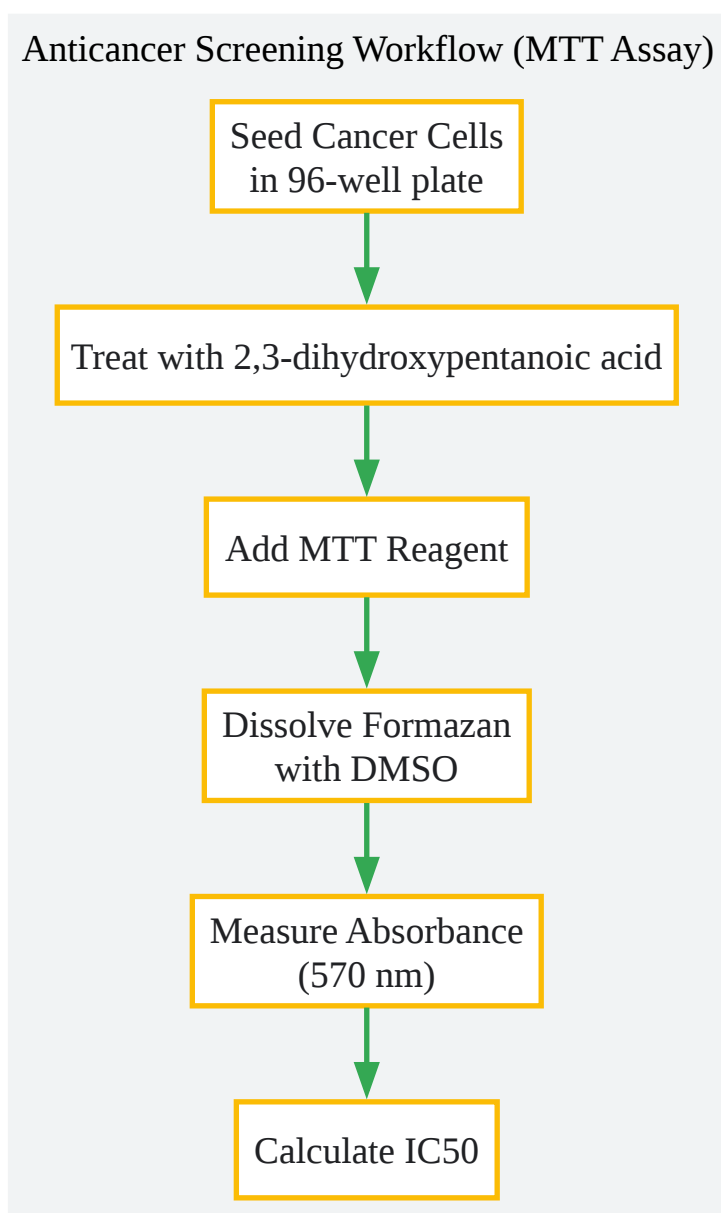 Anticancer Screening Workflow (MTT Assay)
Seed Cancer Cells
in 96-well plate
Treat with 2,3-dihydroxypentanoic acid
Add MTT Reagent
Dissolve Formazan
with DMSO
Measure Absorbance
(570 nm)
Calculate IC50